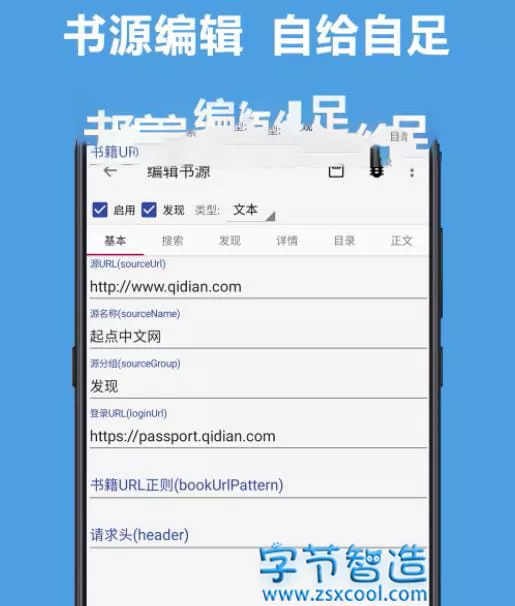 书源编辑 自给自足
书籍UR
编辑书源
启用 发现 类型: 文本
基本 搜索 发现 详情 目录 正文
源URL(sourceUrl)
http://www.qidian.com
源名称(sourceName)
起点中文网
源分组(sourceGroup)
发现
登录URL(loginUrl)
https://passport.qidian.com
书籍URL正则(bookUrlPattern)
请求头(header)
字节智造
www.zsxcool.com